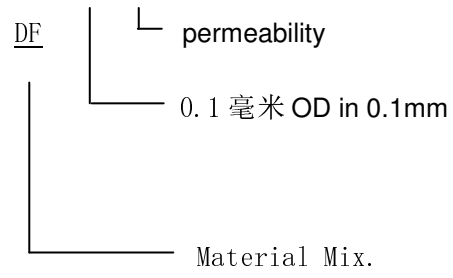 permeability
DF
0.1 毫米 OD in 0.1mm
Material Mix.